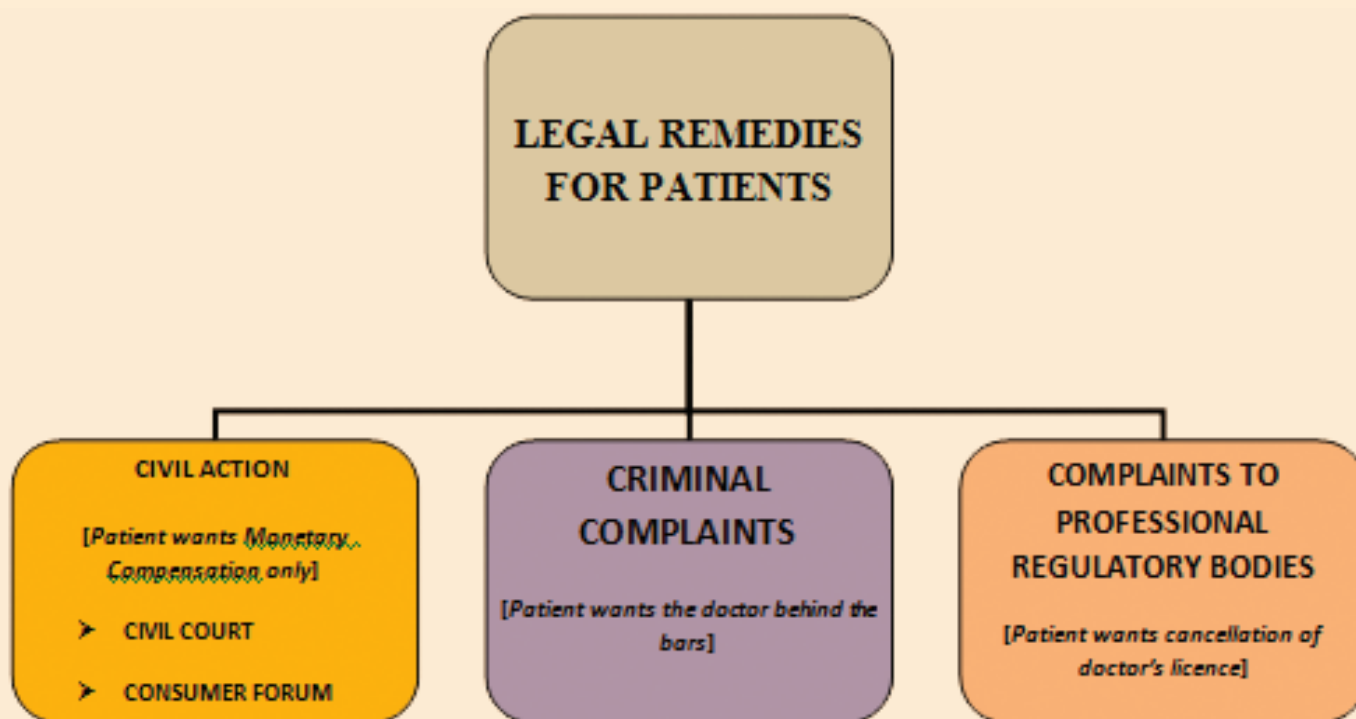 LEGAL REMEDIES
FOR PATIENTS
CIVIL ACTION
[Patient wants Monetary
Compensation only]
➤ CIVIL COURT
➤ CONSUMER FORUM
CRIMINAL
COMPLAINTS
[Patient wants the doctor behind the
bars]
COMPLAINTS TO
PROFESSIONAL
REGULATORY BODIES
[Patient wants cancellation of
doctor's licence]